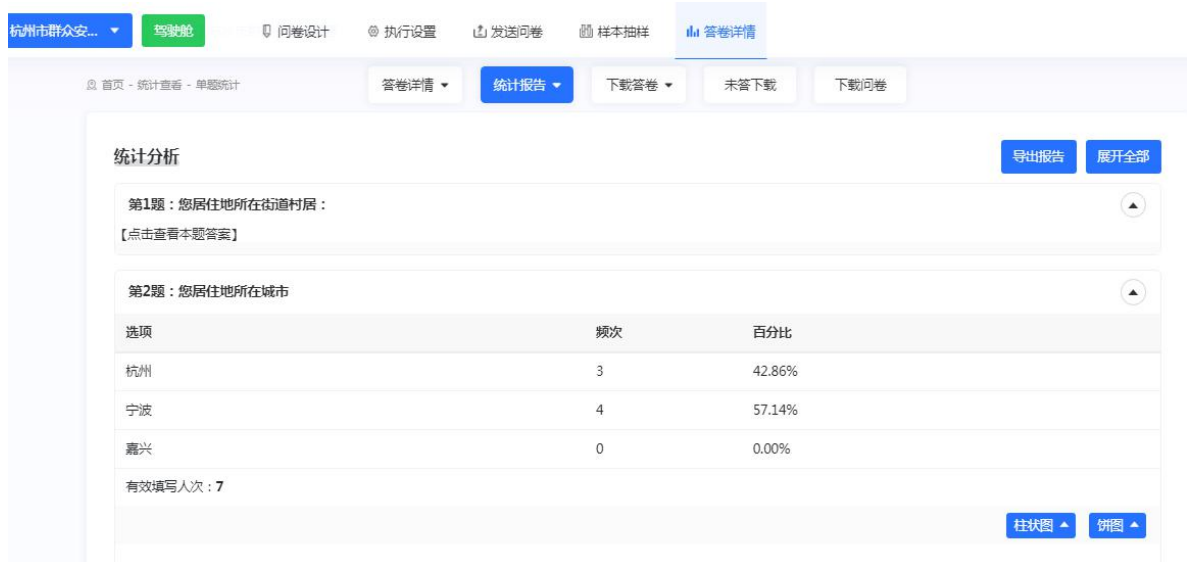 杭州市群众安... 驾驶舱 问卷设计 执行设置 发送问卷 样本抽样 答卷详情
首页 - 统计查看 - 单题统计 答卷详情 统计报告 下载答卷 未答下载 下载问卷
统计分析 导出报告 展开全部
第1题：您居住地所在街道村居：
【点击查看本题答案】
第2题：您居住地所在城市
选项 频次 百分比
杭州 3 42.86%
宁波 4 57.14%
嘉兴 0 0.00%
有效填写人次：7
柱状图 饼图